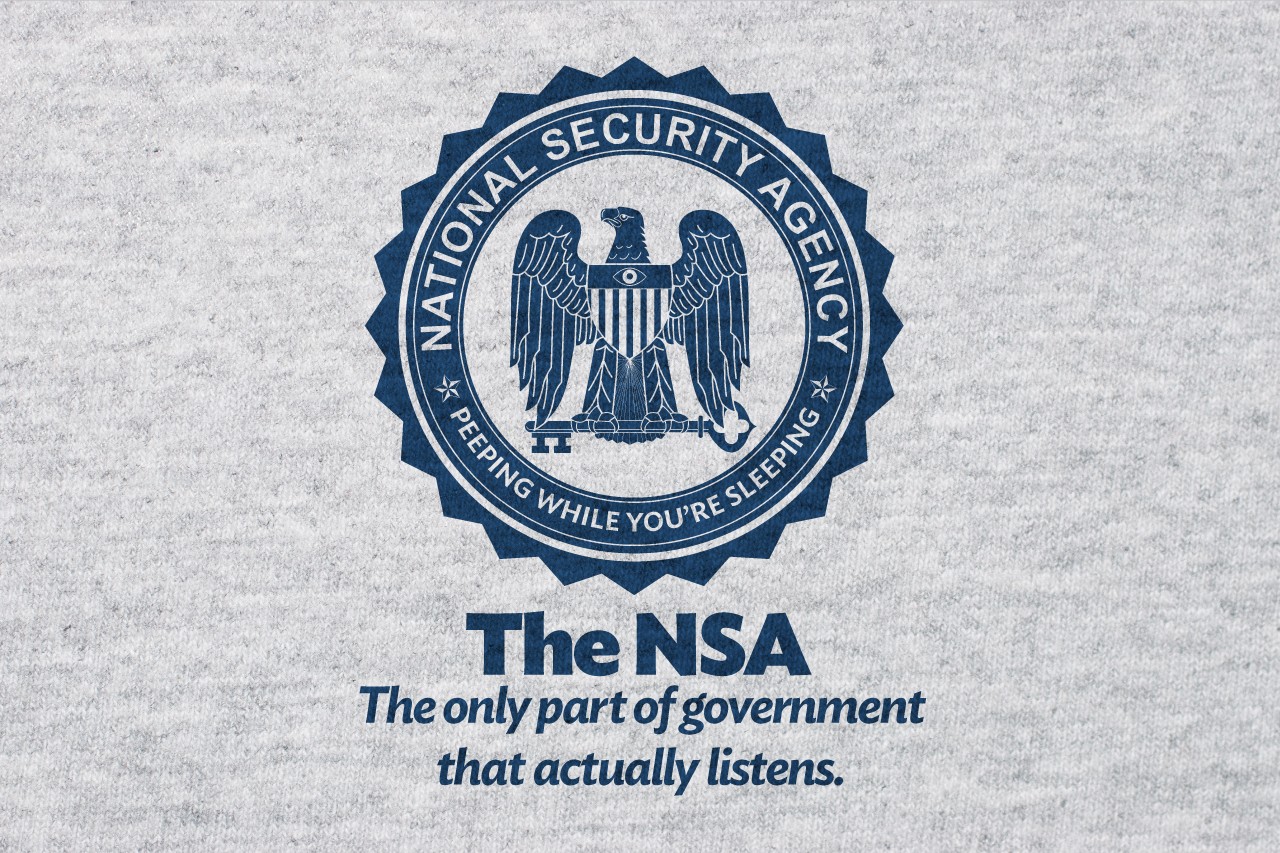 NATIONAL SECURITY AGENCY
PEEPING WHILE YOU'RE SLEEPING
The NSA
The only part of government
that actually listens.